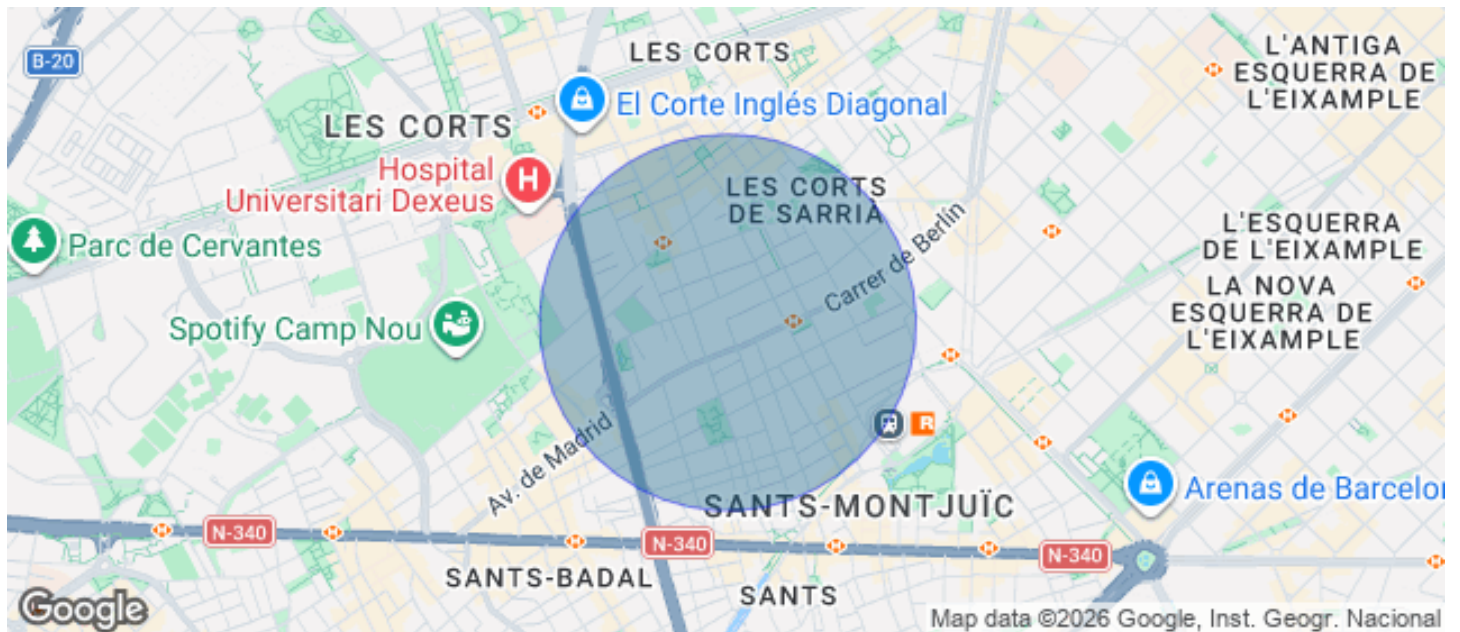 B-20
LES CORTS
L'ANTIGA
ESQUERRA DE
L'EIXAMPLE
El Corte Inglés Diagonal
LES CORTS
Hospital
Universitari Dexeus
H
LES CORTS
DE SARRIÀ
Parc de Cervantes
Carrer de Berlín
L'ESQUERRA
DE L'EIXAMPLE
LA NOVA
ESQUERRA DE
L'EIXAMPLE
Spotify Camp Nou
Av. de Madrid
R
SANTS-MONTJUÏC
Arenas de Barcelon
N-340
N-340
N-340
SANTS-BADAL
SANTS
Google
Map data ©2026 Google, Inst. Geogr. Nacional